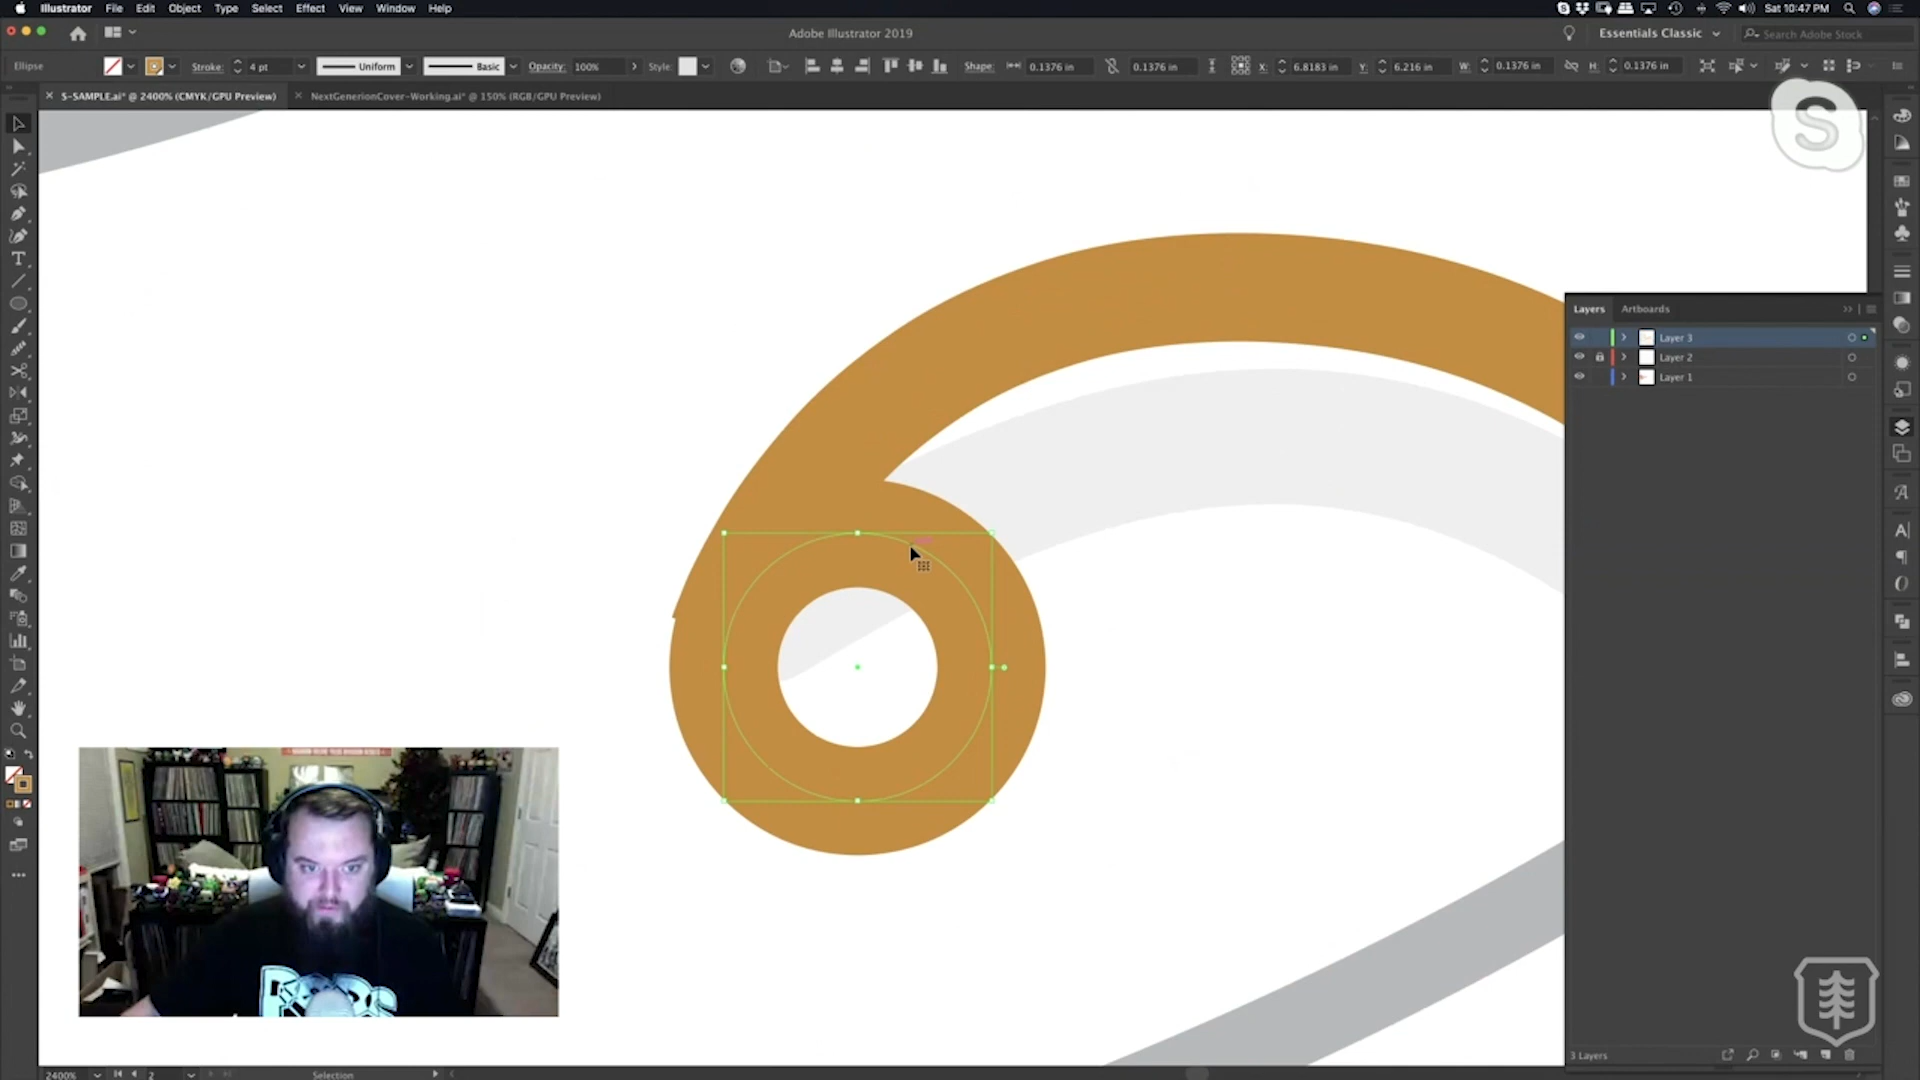 Illustrator File Edit Object Type Select Effect View Window Help
Sat 10:47 PM
Adobe Illustrator 2019
Essentials Classic
Search Adobe Stock
Ellipse
Stroke: 4 pt
Uniform
Basic
Opacity: 100%
Style:
Shape: 0.1376 in 0.1376 in
X: 6.8183 in Y: 6.216 in W: 0.1376 in H: 0.1376 in
S-SAMPLE.ai* @ 2400% (CMYK/GPU Preview)
NextGenerionCover-Working.ai* @ 150% (RGB/GPU Preview)
S
Layers Artboards
Layer 3
Layer 2
Layer 1
3 Layers
2400% 2 Selection